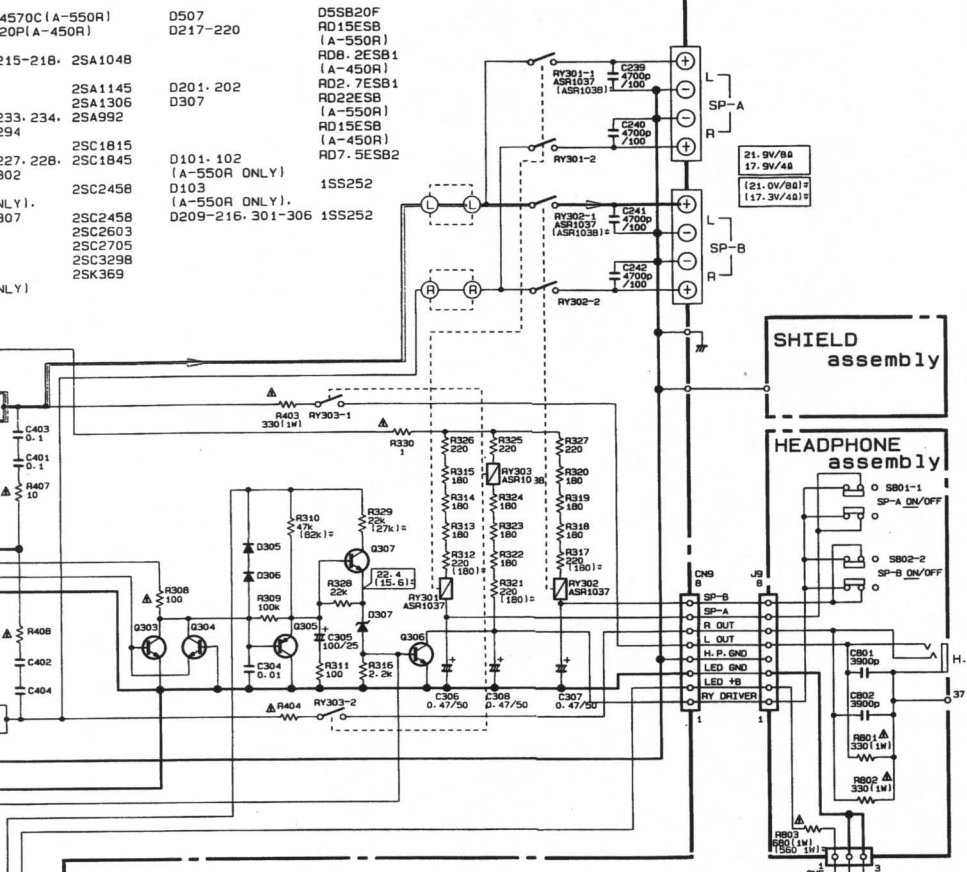 4570C(A-550R) D507 D5SB20F
20P(A-450R) D217-220 RD15ESB
(A-550R)
215-218. 2SA1048 RD8.2ESB1
(A-450R)
2SA1145 D201.202 RD2.7ESB1
2SA1306 D307 RD22ESB
233.234. 2SA992 (A-550R)
294 RD15ESB
2SC1815 (A-450R)
227.228. 2SC1845 D101.102 RD7.5ESB2
302 (A-550R ONLY)
2SC2458 D103 1SS252
NLY). (A-550R ONLY).
307 2SC2458 D209-216.301-306 1SS252
2SC2603
2SC2705
2SC3298
2SK369
NLY)
RY301-1
ASR1037
(ASR1038)
C239
4700p
/100
L
SP-A
R
C240
4700p
/100
RY301-2
21.9V/8Ω
17.9V/4Ω
(21.0V/8Ω)
(17.3V/4Ω)
L L
RY302-1
ASR1037
(ASR1038)
C241
4700p
/100
L
SP-B
R
C242
4700p
/100
R R
RY302-2
SHIELD
assembly
R403
330(1W)
RY303-1
R330
1
R326
220
R325
220
R327
220
HEADPHONE
assembly
C403
0.1
C401
0.1
R407
10
R315
180
RY303
ASR1038
R320
180
R314
180
R324
180
R319
180
R313
180
R323
180
R318
180
R312
220
(180)
R322
180
R317
220
(180)
RY301
ASR1037
R321
220
(180)
RY302
ASR1037
S801-1
SP-A ON/OFF
S802-2
SP-B ON/OFF
R310
47k
(82k)
R329
22k
(27k)
Q307
22.4
(15.6)
D305
D306
R328
22k
R309
100k
D307
R308
100
Q303 Q304
Q305
C305
100/25
Q306
C304
0.01
R311
100
R316
2.2k
R408
C402
C404
R404
RY303-2
C306
0.47/50
C308
0.47/50
C307
0.47/50
CN9
8
J9
8
SP-B
SP-A
R OUT
L OUT
H.P.GND
LED GND
LED +B
RY DRIVER
1 1
C801
3900p
H.
C802
3900p
37
R801
330(1W)
R802
330(1W)
R803
680(1W)
(560 1W)
1 3